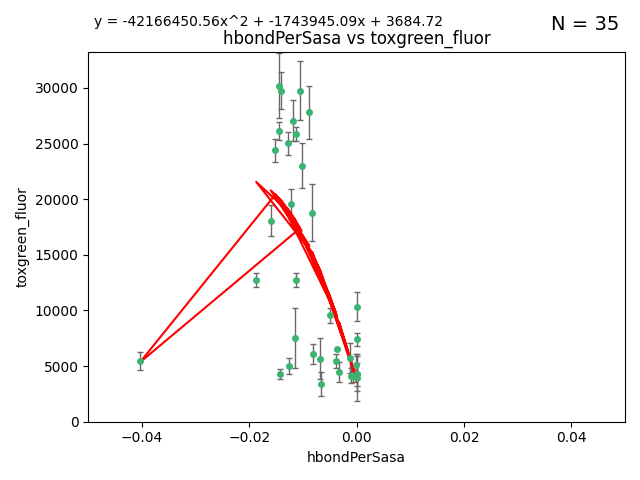 y = -42166450.56x^2 + -1743945.09x + 3684.72
N = 35
hbondPerSasa vs toxgreen_fluor
30000
25000
20000
15000
10000
5000
0
toxgreen_fluor
−0.04
−0.02
0.00
0.02
0.04
hbondPerSasa